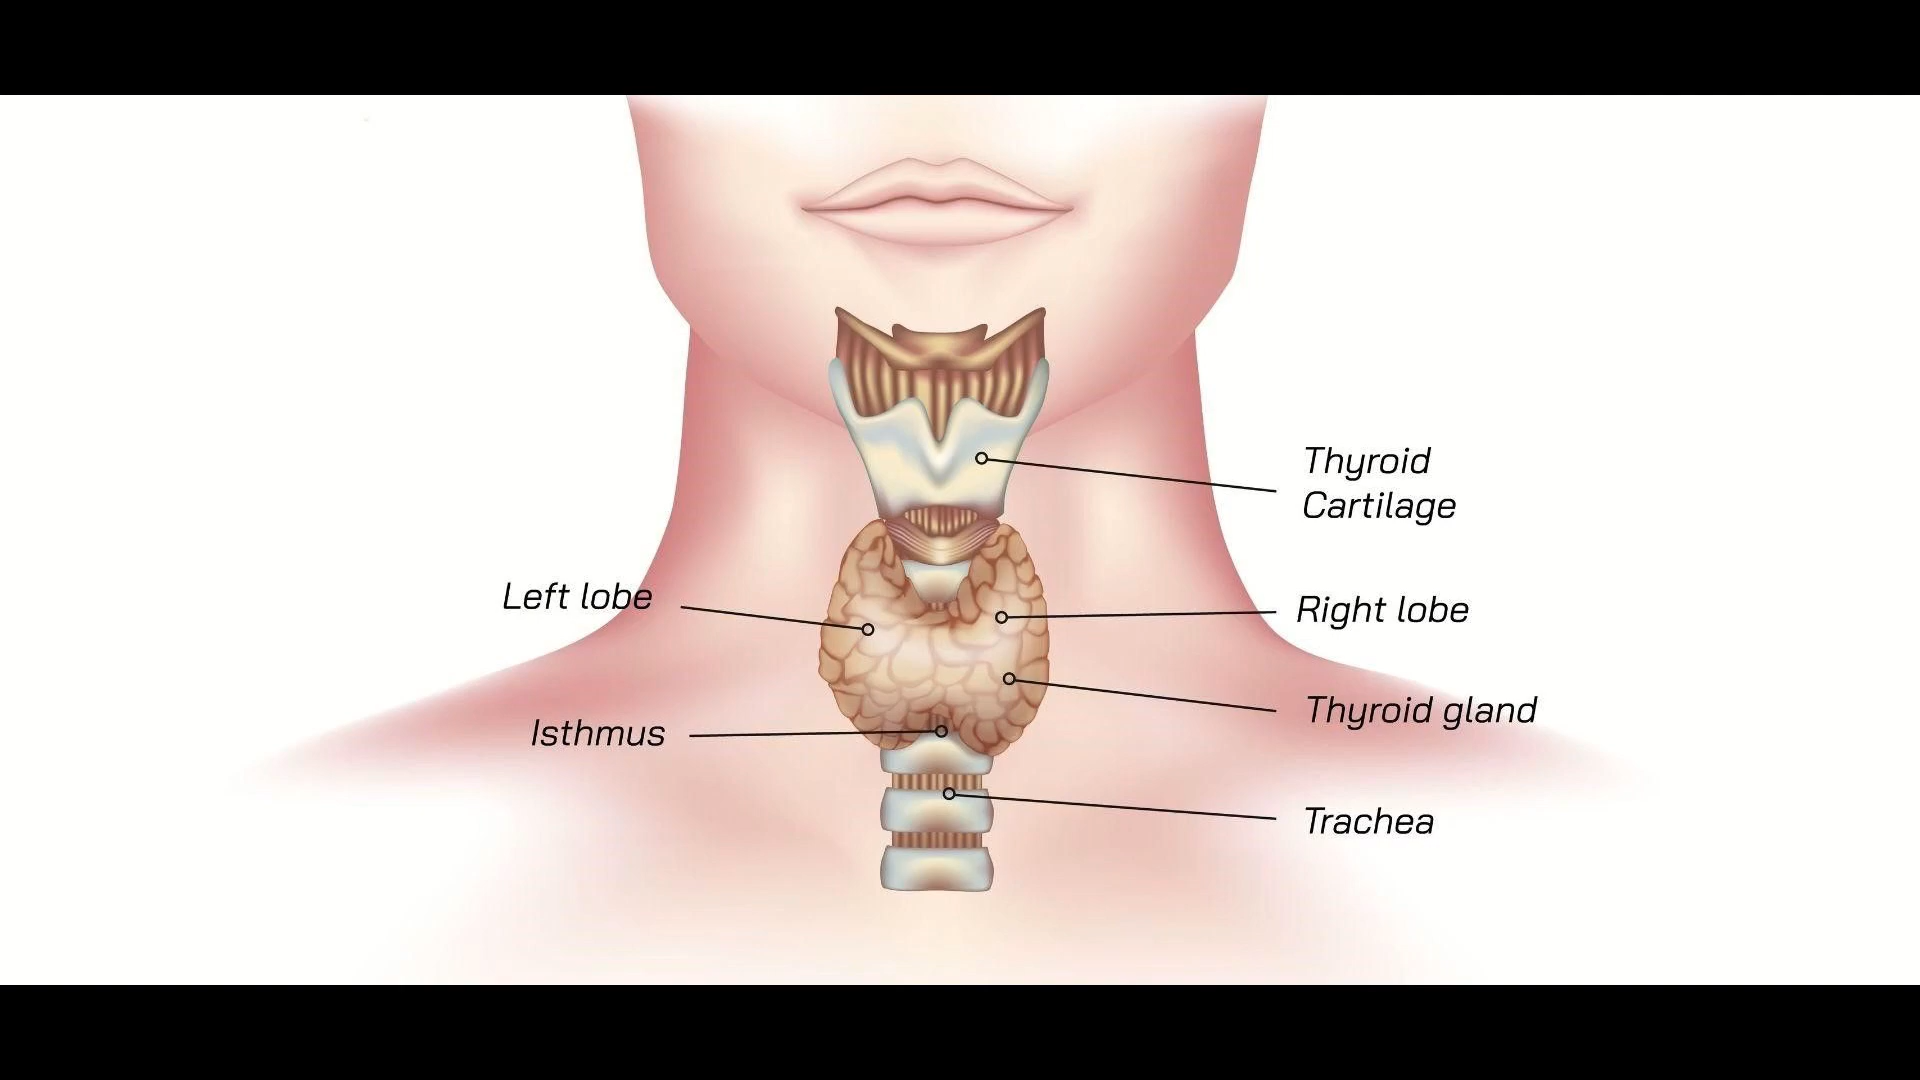 Thyroid
Cartilage
Left lobe
Right lobe
Thyroid gland
Isthmus
Trachea